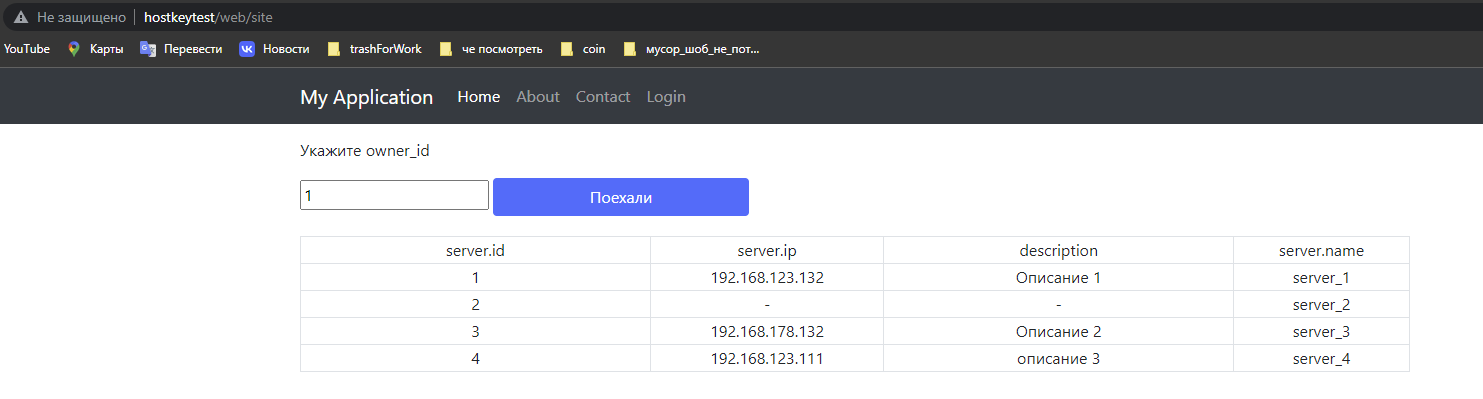 Не защищено hostkeytest/web/site
YouTube Карты Перевести Новости trashForWork че посмотреть coin мусор_шоб_не_пот...
My Application Home About Contact Login
Укажите owner_id
1 Поехали
server.id server.ip description server.name
1 192.168.123.132 Описание 1 server_1
2 - - server_2
3 192.168.178.132 Описание 2 server_3
4 192.168.123.111 описание 3 server_4